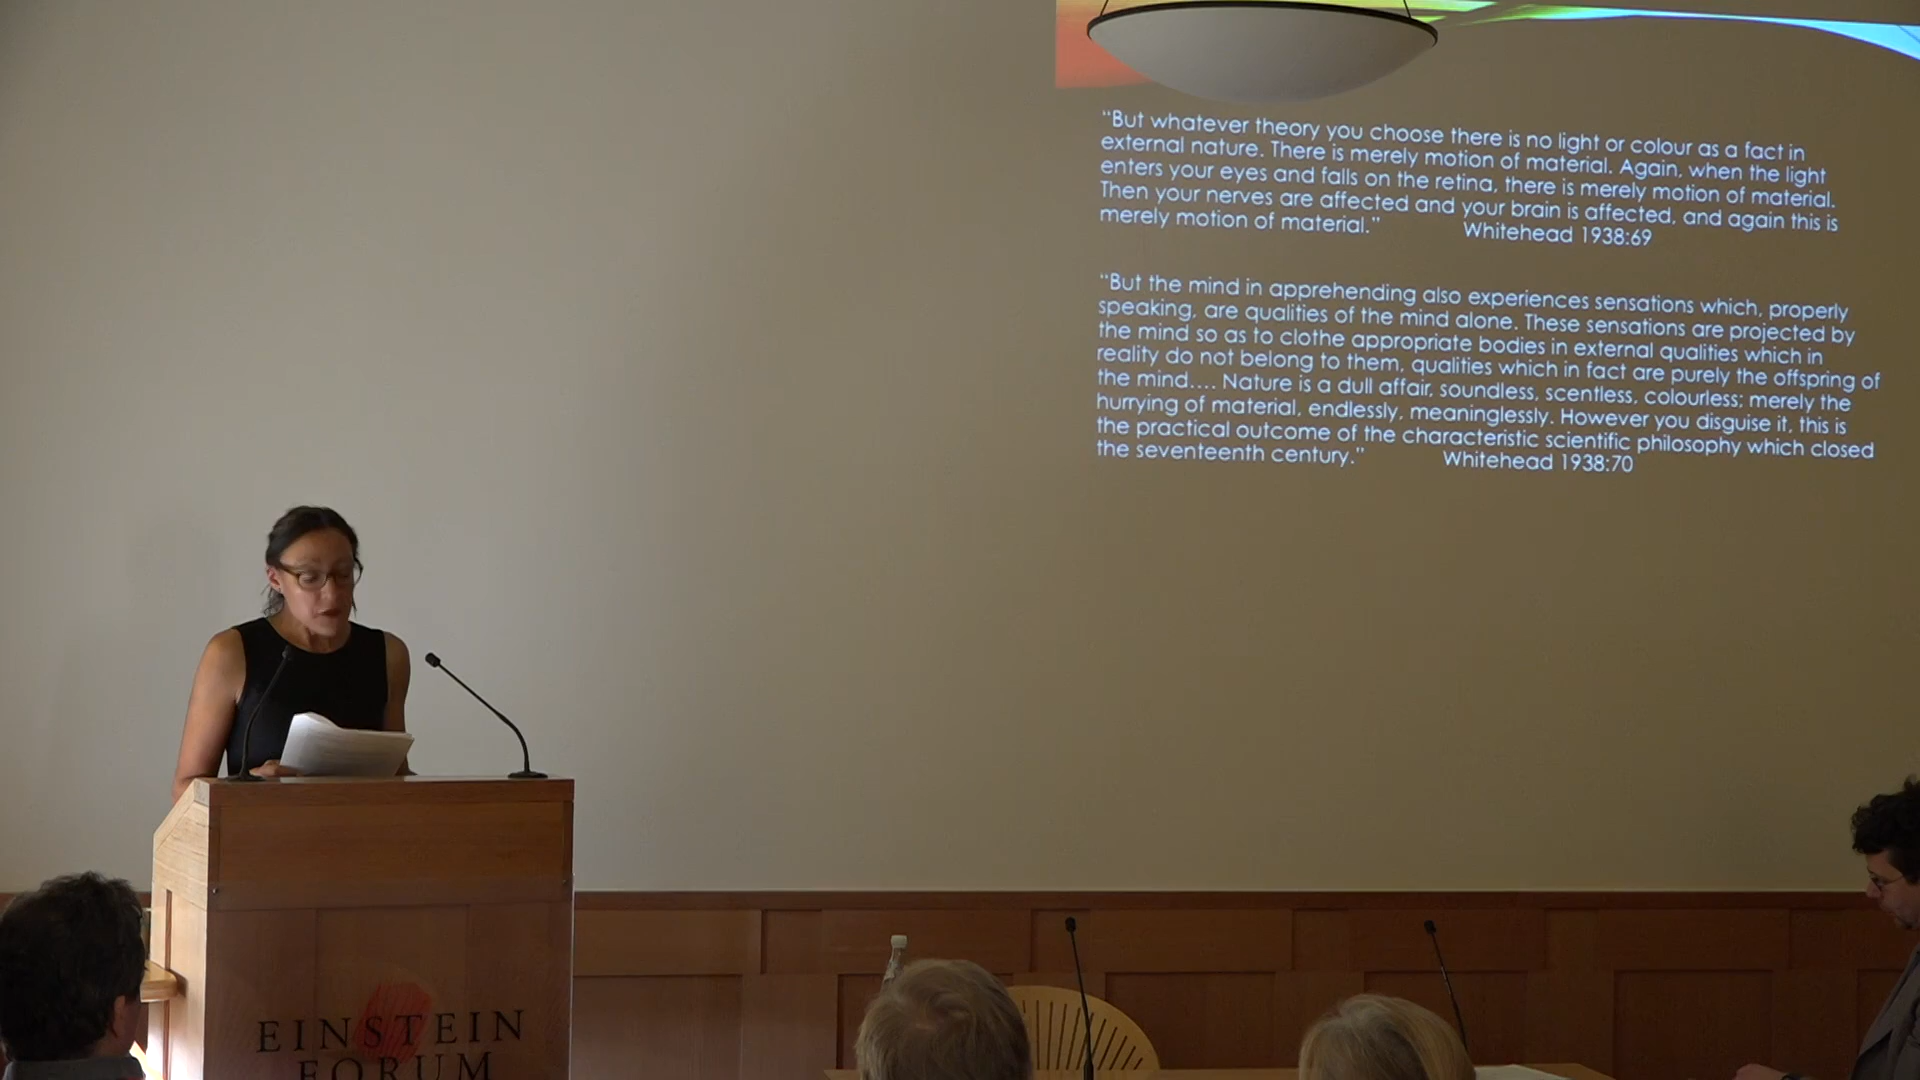 “But whatever theory you choose there is no light or colour as a fact in
external nature. There is merely motion of material. Again, when the light
enters your eyes and falls on the retina, there is merely motion of material.
Then your nerves are affected and your brain is affected, and again this is
merely motion of material.” Whitehead 1938:69
“But the mind in apprehending also experiences sensations which, properly
speaking, are qualities of the mind alone. These sensations are projected by
the mind so as to clothe appropriate bodies in external qualities which in
reality do not belong to them, qualities which in fact are purely the offspring of
the mind…. Nature is a dull affair, soundless, scentless, colourless; merely the
hurrying of material, endlessly, meaninglessly. However you disguise it, this is
the practical outcome of the characteristic scientific philosophy which closed
the seventeenth century.” Whitehead 1938:70
EINSTEIN
FORUM